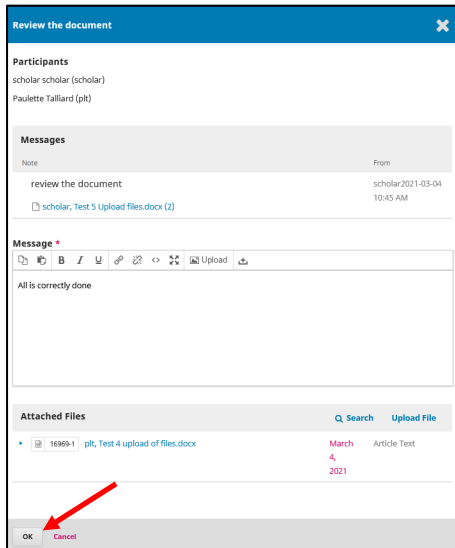 Review the document
Participants
scholar scholar (scholar)
Paulette Talliard (plt)
Messages
Note From
review the document scholar2021-03-04
10:45 AM
scholar, Test 5 Upload files.docx (2)
Message *
B I U Upload
All is correctly done
Attached Files Search Upload File
16969-1 plt, Test 4 upload of files.docx March Article Text
4,
2021
OK Cancel